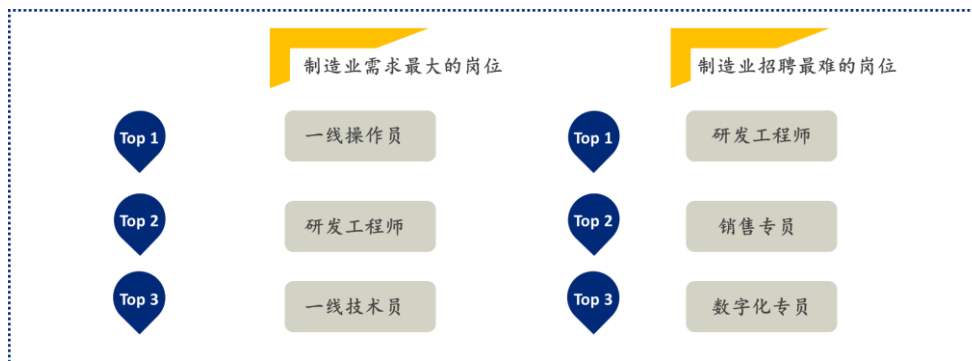 制造业需求最大的岗位
制造业招聘最难的岗位
Top 1
一线操作员
Top 1
研发工程师
Top 2
研发工程师
Top 2
销售专员
Top 3
一线技术员
Top 3
数字化专员